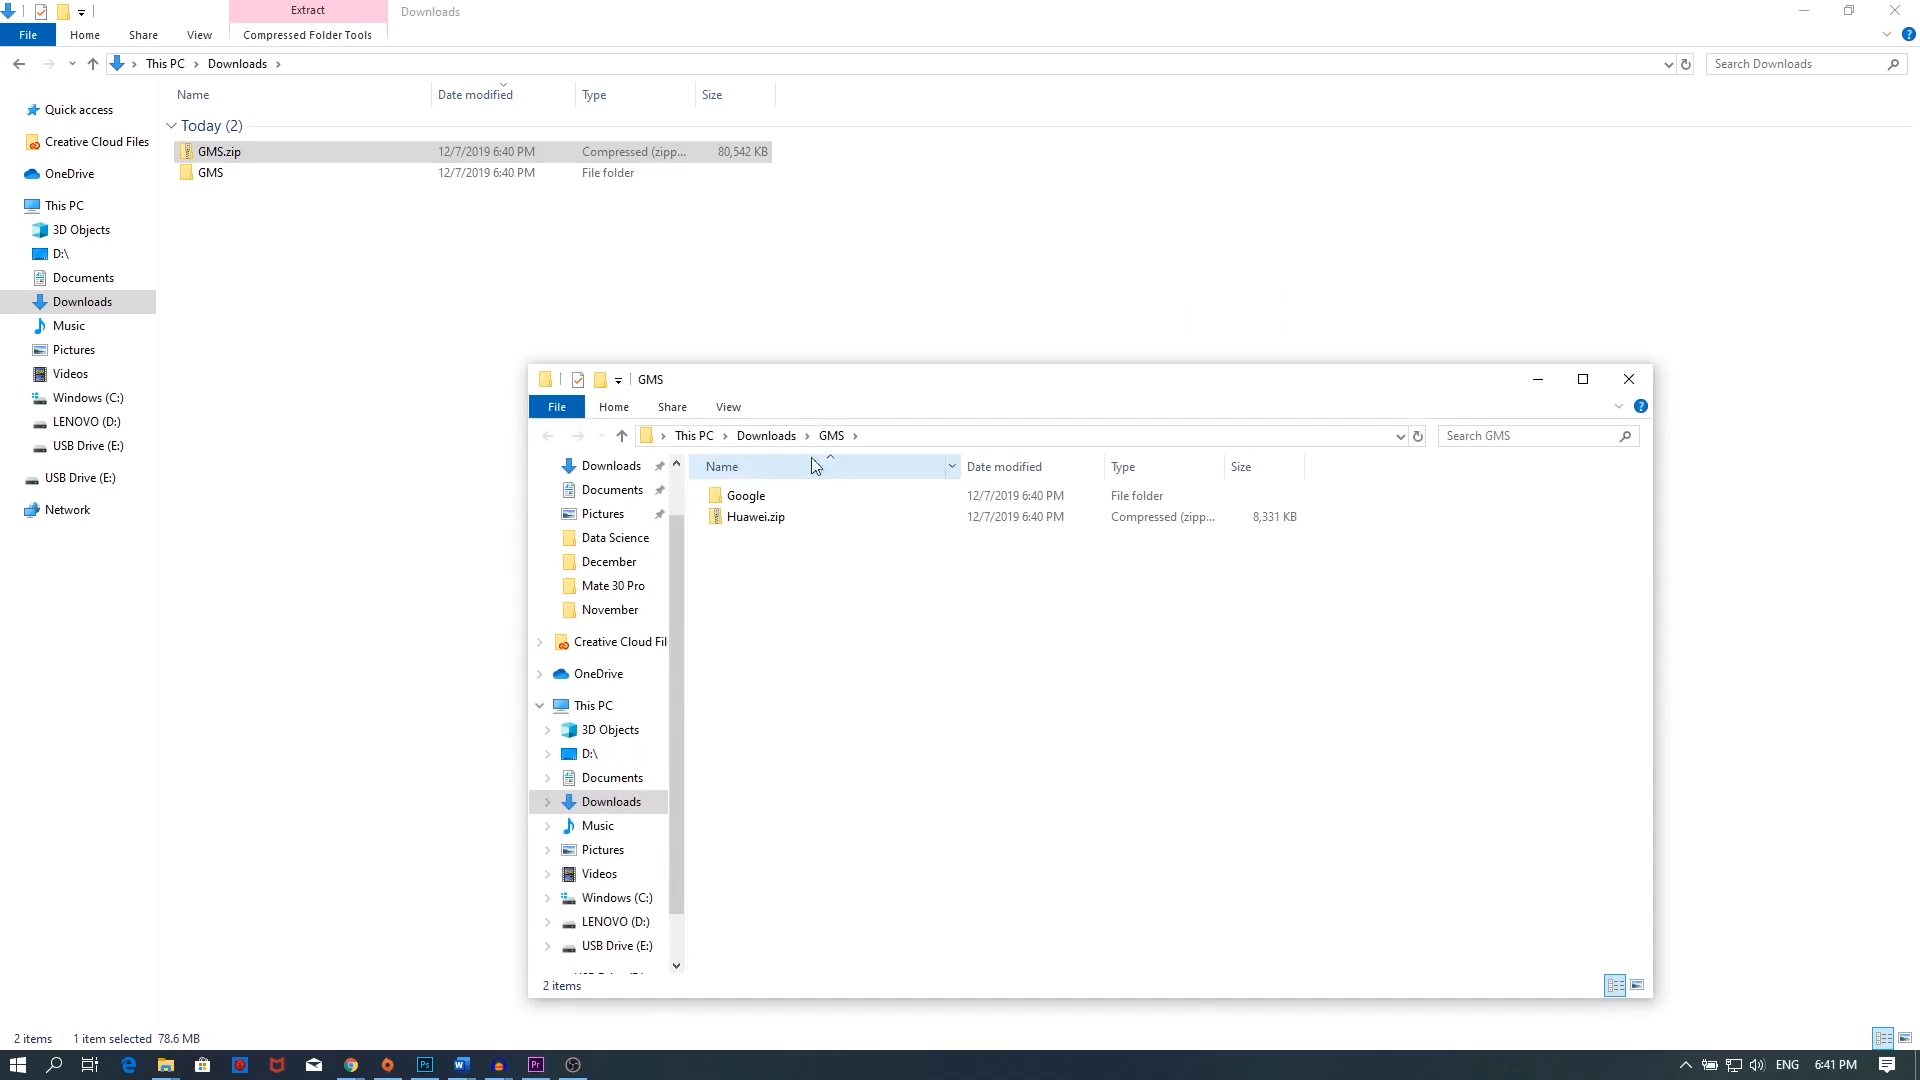 Extract
Downloads
File
Home
Share
View
Compressed Folder Tools
This PC
Downloads
Search Downloads
Name
Date modified
Type
Size
Quick access
Creative Cloud Files
OneDrive
This PC
3D Objects
D:\
Documents
Downloads
Music
Pictures
Videos
Windows (C:)
LENOVO (D:)
USB Drive (E:)
USB Drive (E:)
Network
Today (2)
GMS.zip 12/7/2019 6:40 PM Compressed (zipp... 80,542 KB
GMS 12/7/2019 6:40 PM File folder
GMS
File
Home
Share
View
This PC
Downloads
GMS
Search GMS
Name
Date modified
Type
Size
Google 12/7/2019 6:40 PM File folder
Huawei.zip 12/7/2019 6:40 PM Compressed (zipp... 8,331 KB
Downloads
Documents
Pictures
Data Science
December
Mate 30 Pro
November
Creative Cloud Fil
OneDrive
This PC
3D Objects
D:\
Documents
Downloads
Music
Pictures
Videos
Windows (C:)
LENOVO (D:)
USB Drive (E:)
2 items
2 items 1 item selected 78.6 MB
ENG
6:41 PM